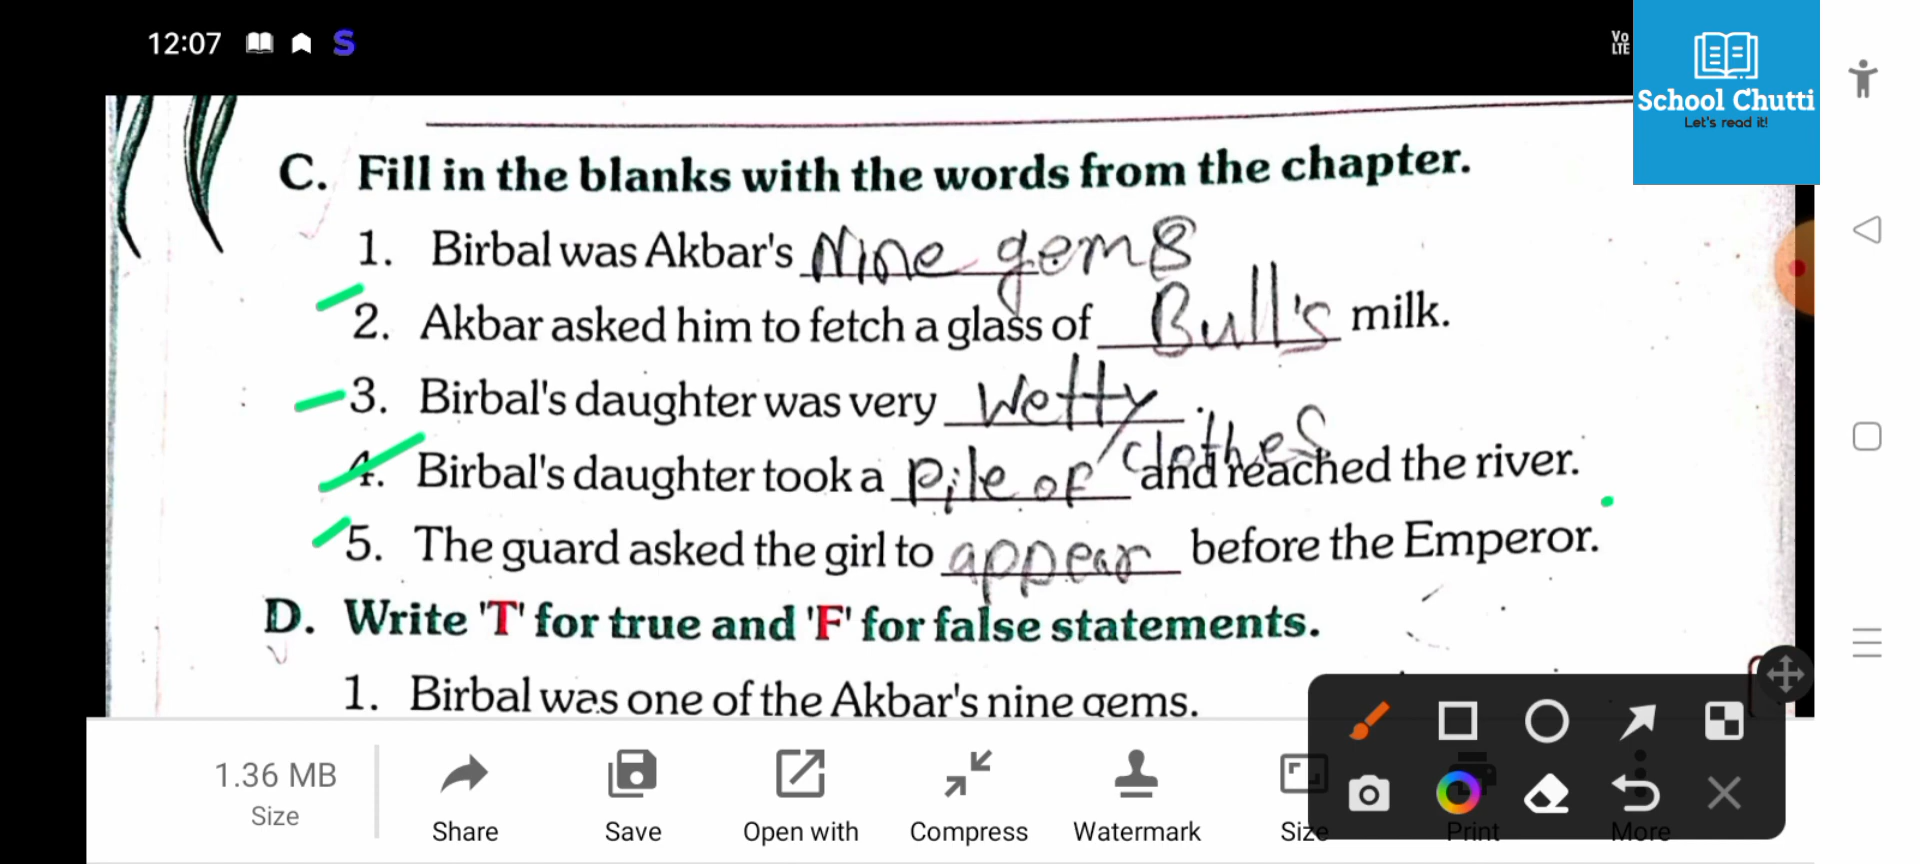 12:07 S
Vo LTE
School Chutti
Let's read it!
C. Fill in the blanks with the words from the chapter.
1. Birbal was Akbar's Nine gems
2. Akbar asked him to fetch a glass of Bull's milk.
3. Birbal's daughter was very Wetty.
4. Birbal's daughter took a pile of clothes and reached the river.
5. The guard asked the girl to appear before the Emperor.
D. Write 'T' for true and 'F' for false statements.
1. Birbal was one of the Akbar's nine gems.
1.36 MB
Size
Share Save Open with Compress Watermark Size Print More